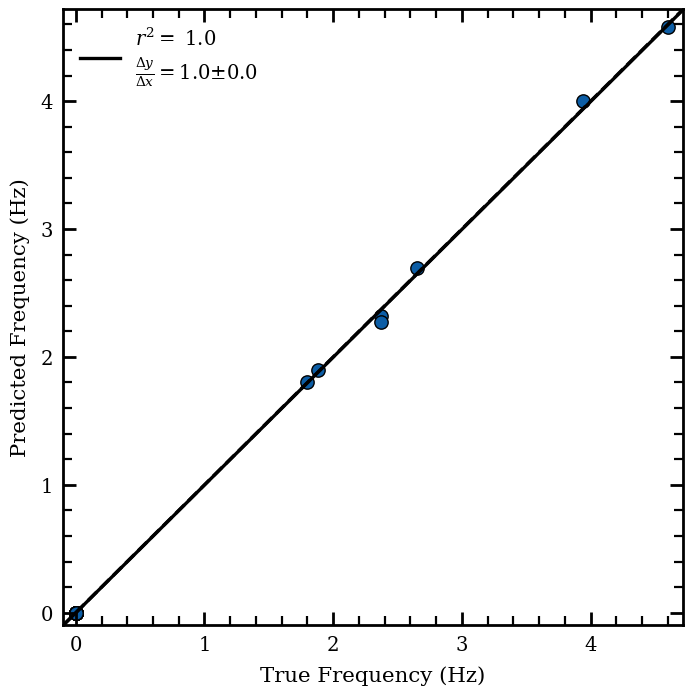 r² = 1.0
Δy/Δx = 1.0±0.0
4
3
2
1
0
Predicted Frequency (Hz)
0 1 2 3 4
True Frequency (Hz)